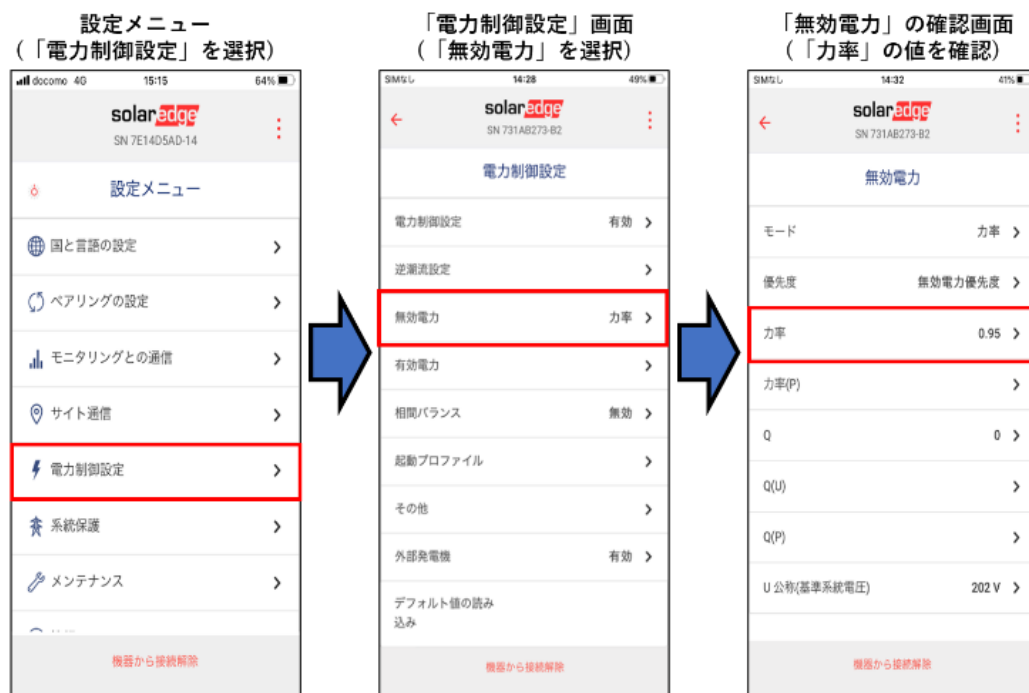 設定メニュー
(「電力制御設定」を選択)
docomo 4G 15:15 64%
solaredge
SN 7E14D5AD-14
設定メニュー
国と言語の設定
ペアリングの設定
モニタリングとの通信
サイト通信
電力制御設定
系統保護
メンテナンス
機器から接続解除
「電力制御設定」画面
(「無効電力」を選択)
SIMなし 14:28 49%
solaredge
SN 731AB273-B2
電力制御設定
電力制御設定 有効
逆潮流設定
無効電力 力率
有効電力
相間バランス 無効
起動プロファイル
その他
外部発電機 有効
デフォルト値の読み
込み
機器から接続解除
「無効電力」の確認画面
(「力率」の値を確認)
SIMなし 14:32 41%
solaredge
SN 731AB273-B2
無効電力
モード 力率
優先度 無効電力優先度
力率 0.95
力率(P)
Q 0
Q(U)
Q(P)
U 公称(基準系統電圧) 202 V
機器から接続解除